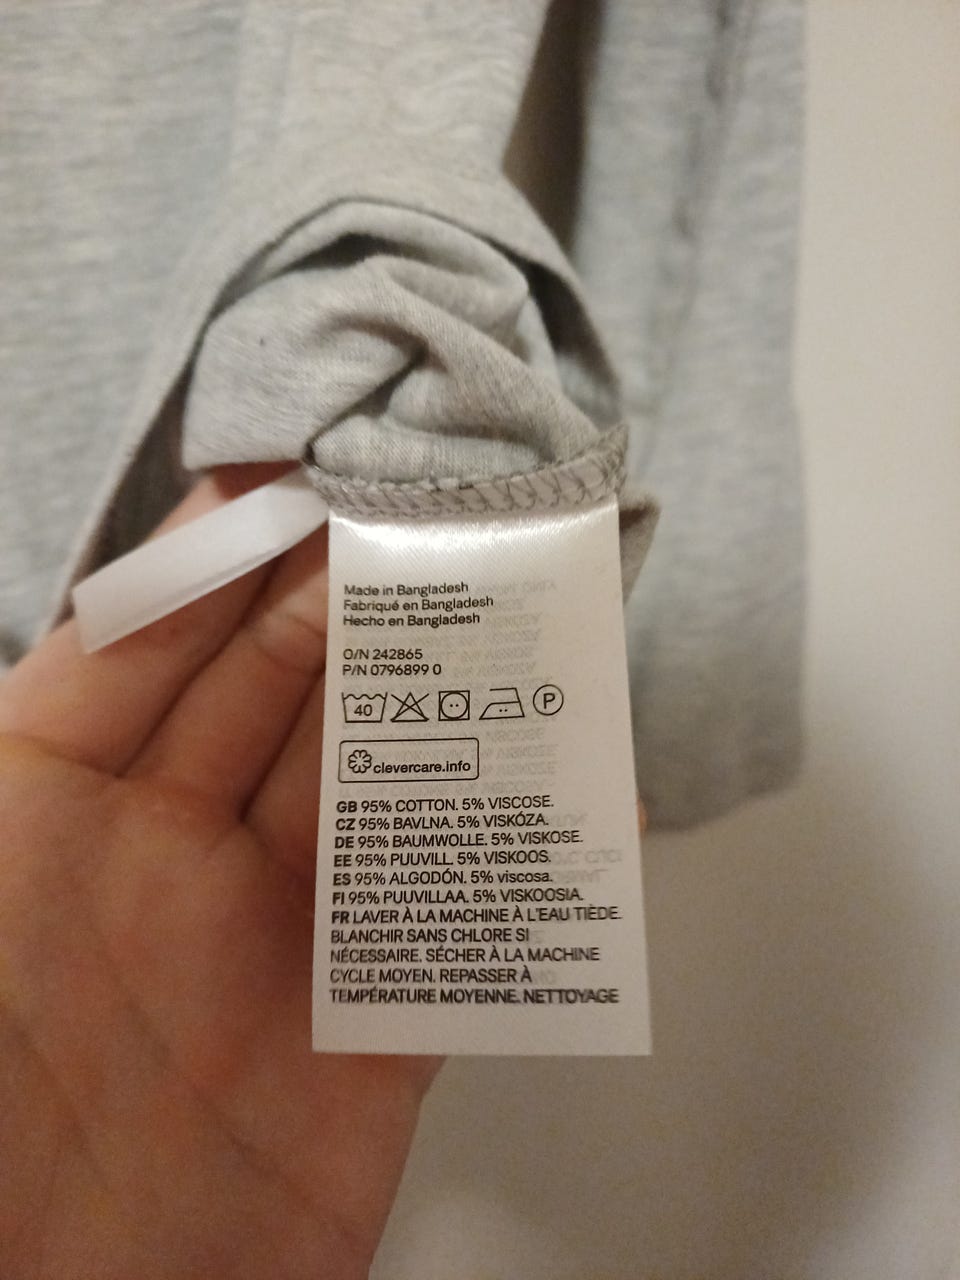 Made in Bangladesh
Fabriqué en Bangladesh
Hecho en Bangladesh
O/N 242865
P/N 0796899 0
40 P
clevercare.info
GB 95% COTTON. 5% VISCOSE.
CZ 95% BAVLNA. 5% VISKÓZA.
DE 95% BAUMWOLLE. 5% VISKOSE.
EE 95% PUUVILL. 5% VISKOOS.
ES 95% ALGODÓN. 5% viscosa.
FI 95% PUUVILLAA. 5% VISKOOSIA.
FR LAVER À LA MACHINE À L'EAU TIÈDE.
BLANCHIR SANS CHLORE SI
NÉCESSAIRE. SÉCHER À LA MACHINE
CYCLE MOYEN. REPASSER À
TEMPÉRATURE MOYENNE. NETTOYAGE